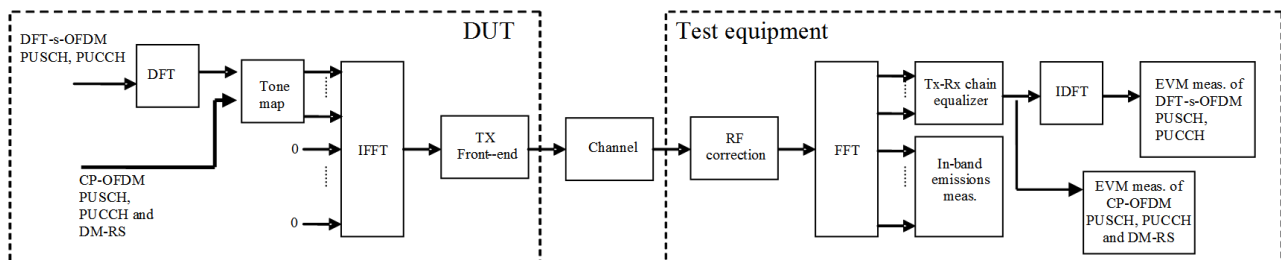 DUT
DFT-s-OFDM
PUSCH, PUCCH
DFT
Tone
map
CP-OFDM
PUSCH,
PUCCH and
DM-RS
0
0
IFFT
TX
Front--end
Channel
Test equipment
RF
correction
FFT
Tx-Rx chain
equalizer
In-band
emissions
meas.
IDFT
EVM meas. of
DFT-s-OFDM
PUSCH,
PUCCH
EVM meas. of
CP-OFDM
PUSCH, PUCCH
and DM-RS